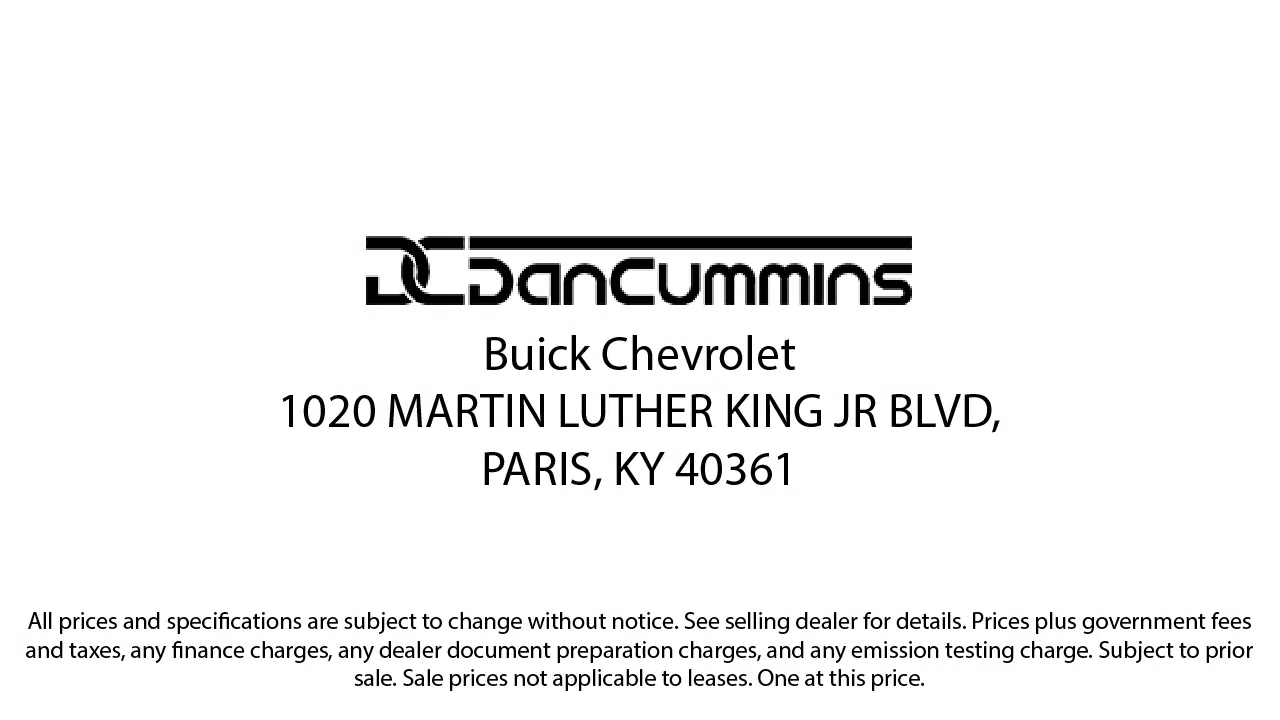 DC DanCummins
Buick Chevrolet
1020 MARTIN LUTHER KING JR BLVD,
PARIS, KY 40361
All prices and specifications are subject to change without notice. See selling dealer for details. Prices plus government fees
and taxes, any finance charges, any dealer document preparation charges, and any emission testing charge. Subject to prior
sale. Sale prices not applicable to leases. One at this price.